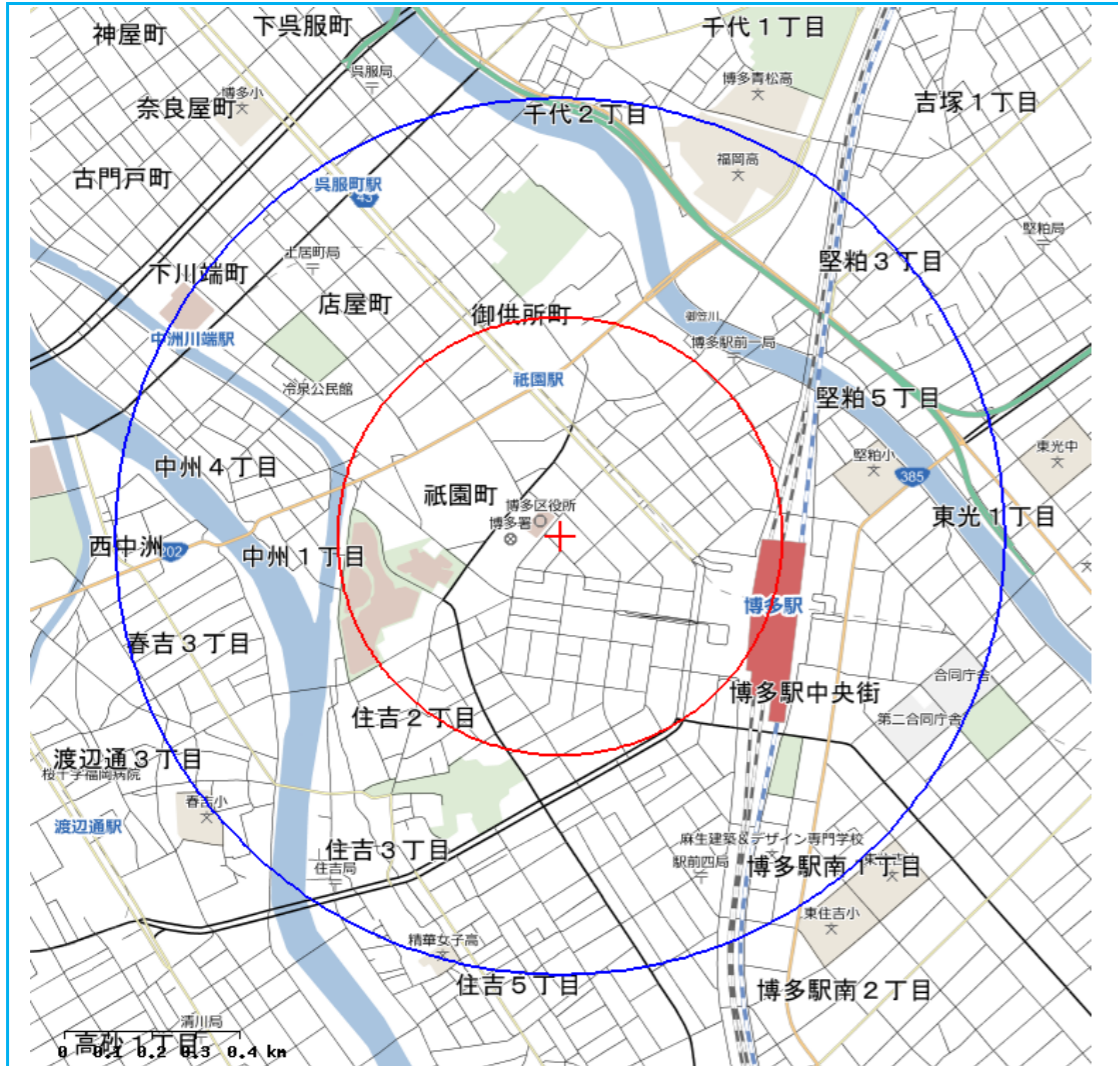 神屋町
下呉服町
千代１丁目
呉服局
博多青松高
奈良屋町
博多小
千代２丁目
吉塚１丁目
福岡高
古門戸町
呉服町駅
43
堅粕局
土居町局
下川端町
堅粕３丁目
店屋町
御供所町
御笠川
中洲川端駅
博多駅前一局
祇園駅
冷泉公民館
堅粕５丁目
東光中
堅粕小
中州４丁目
385
祇園町
博多区役所
博多署
東光１丁目
西中洲
202
中州１丁目
博多駅
春吉３丁目
合同庁舎
博多駅中央街
住吉２丁目
第二合同庁舎
渡辺通３丁目
桜十字福岡病院
春吉小
渡辺通駅
麻生建築&デザイン専門学校
住吉３丁目
駅前四局
住吉局
博多駅南１丁目
東住吉小
精華女子高
住吉５丁目
博多駅南２丁目
清川局
高砂１丁目
0 0.1 0.2 0.3 0.4 km